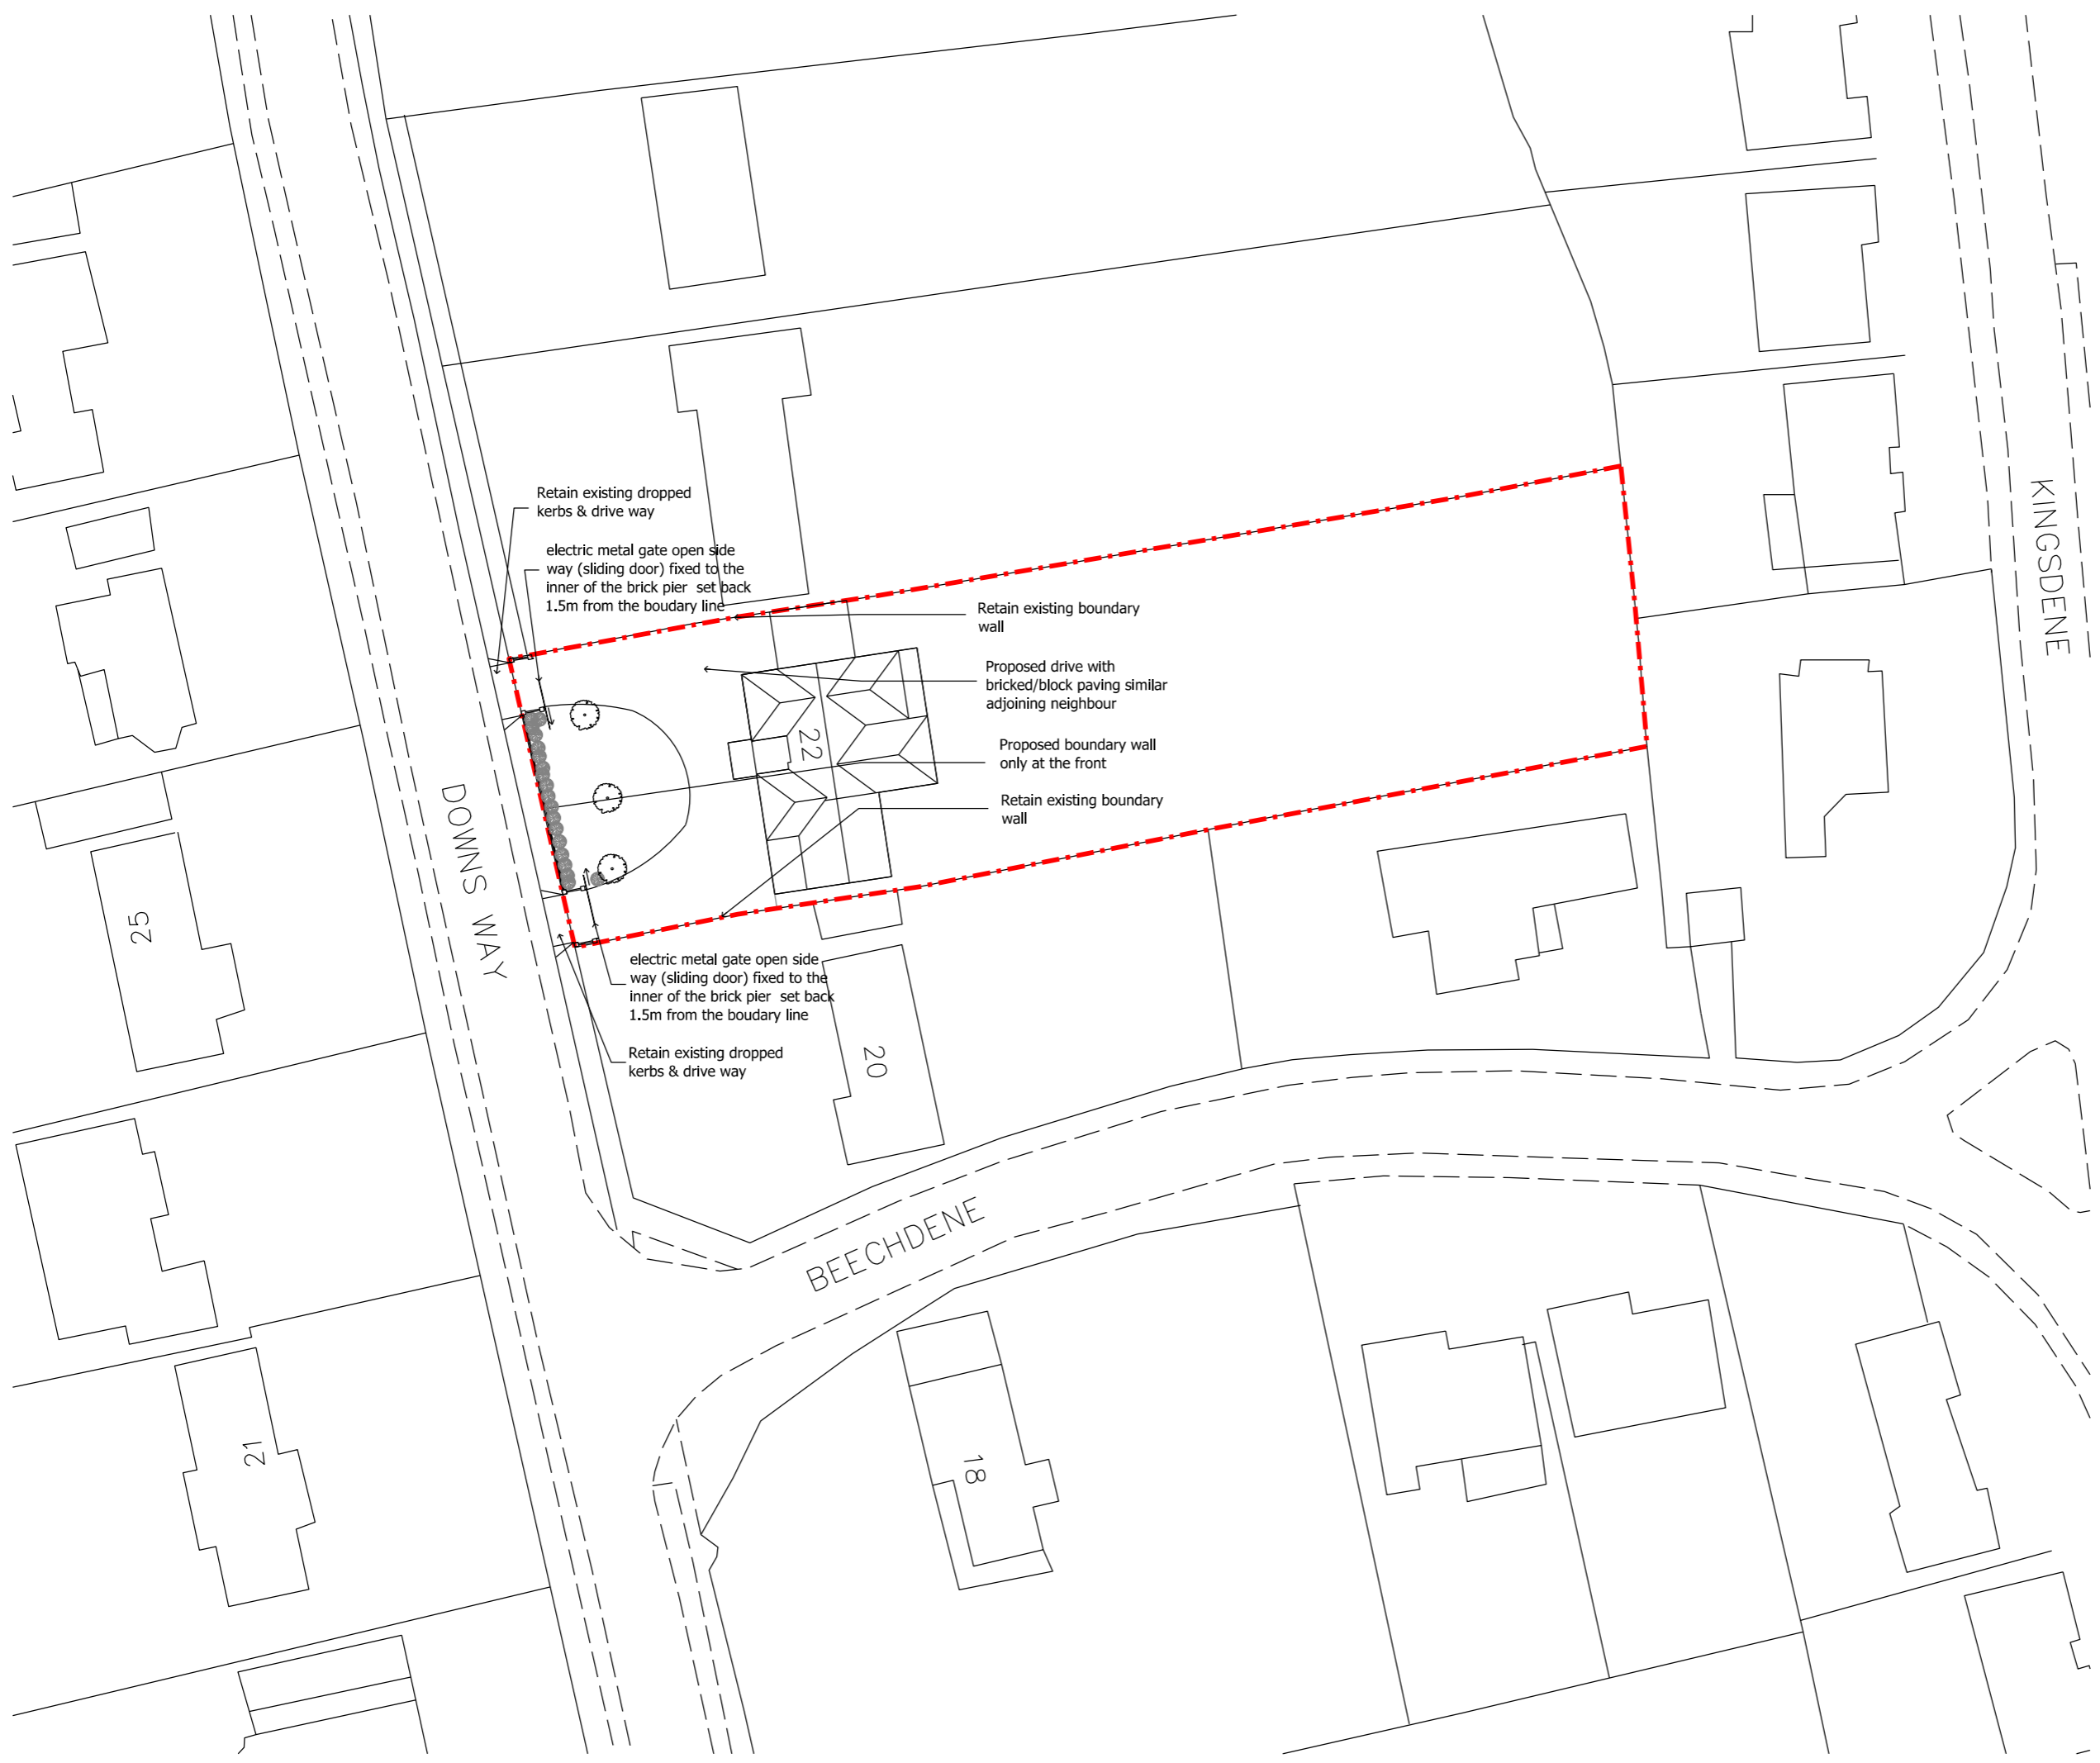 Retain existing dropped
kerbs & drive way
electric metal gate open side
way (sliding door) fixed to the
inner of the brick pier set back
1.5m from the boudary line
Retain existing boundary
wall
Proposed drive with
bricked/block paving similar
adjoining neighbour
Proposed boundary wall
only at the front
Retain existing boundary
wall
electric metal gate open side
way (sliding door) fixed to the
inner of the brick pier set back
1.5m from the boudary line
Retain existing dropped
kerbs & drive way
KINGSDENE
DOWNS WAY
BEECHDENE
22
25
20
21
18